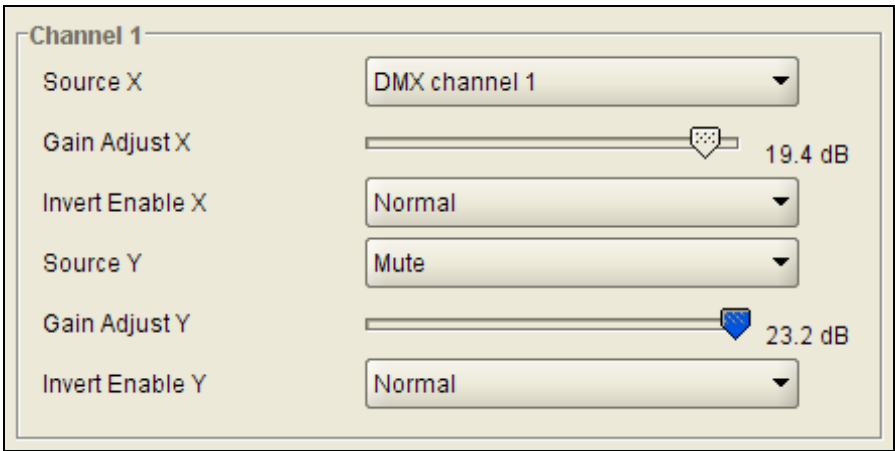 Channel 1
Source X DMX channel 1
Gain Adjust X 19.4 dB
Invert Enable X Normal
Source Y Mute
Gain Adjust Y 23.2 dB
Invert Enable Y Normal